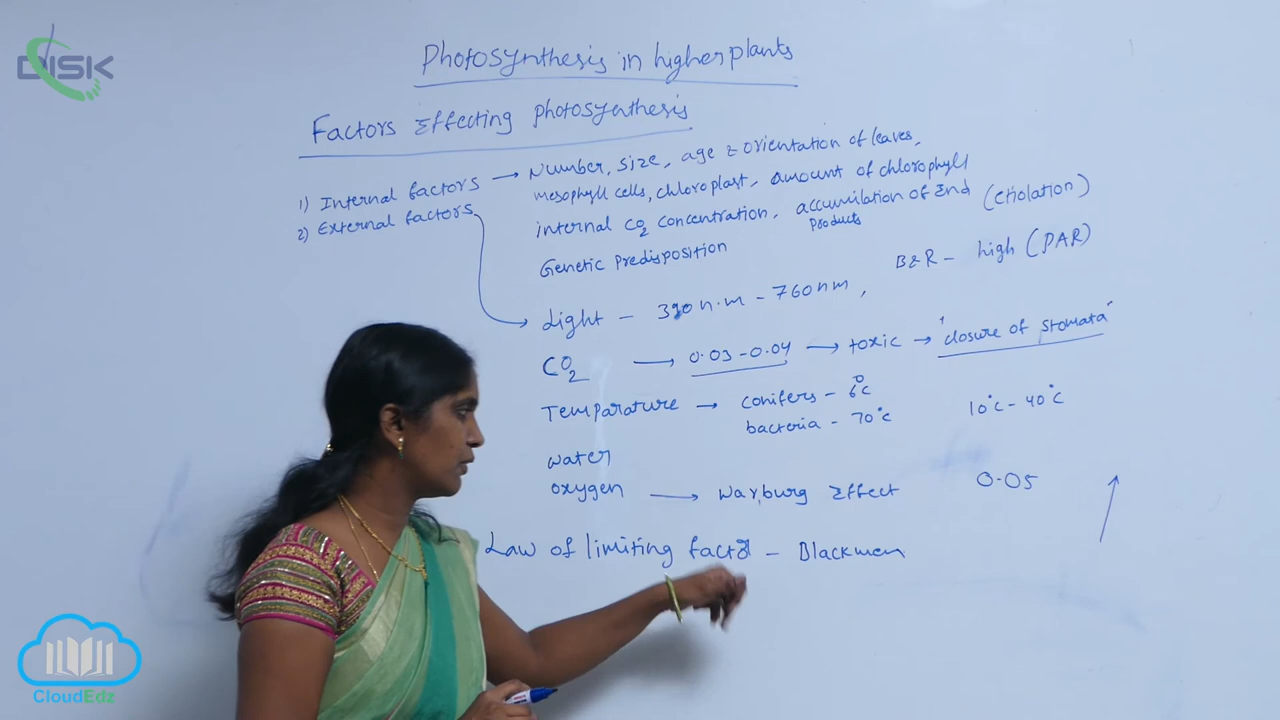 DISK
Photosynthesis in higher plants
Factors Effecting photosynthesis
1) Internal factors → Number, size, age & orientation of leaves,
mesophyll cells, chloroplast, amount of chlorophyll
2) External factors
internal CO2 concentration, accumilation of End products (Etiolation)
Genetic Predisposition
Light - 390 n.m - 760nm, B&R - high (PAR)
CO2 → 0.03-0.04 → toxic → "closure of stomata"
Temparature → conifers - 6°c
bacteria - 70°c 10°c - 40°c
water
oxygen → Warburg Effect 0.05
Law of limiting factor - Blackmen
CloudEdz